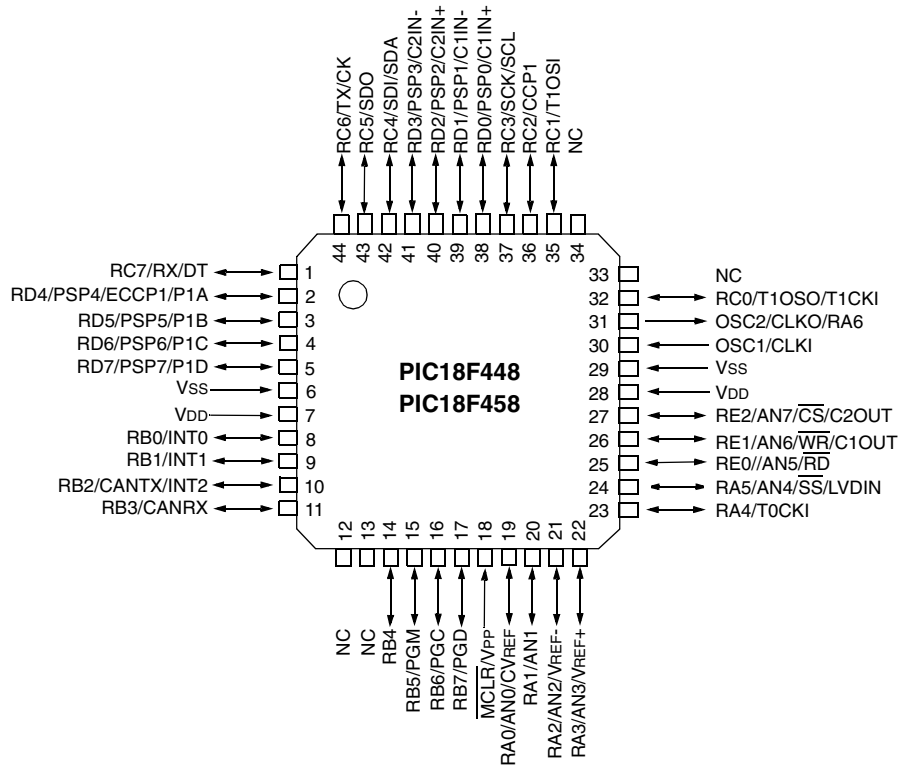 RC6/TX/CK
RC5/SDO
RC4/SDI/SDA
RD3/PSP3/C2IN-
RD2/PSP2/C2IN+
RD1/PSP1/C1IN-
RD0/PSP0/C1IN+
RC3/SCK/SCL
RC2/CCP1
RC1/T1OSI
NC
44
43
42
41
40
39
38
37
36
35
34
RC7/RX/DT
1
RD4/PSP4/ECCP1/P1A
2
RD5/PSP5/P1B
3
RD6/PSP6/P1C
4
RD7/PSP7/P1D
5
VSS
6
VDD
7
RB0/INT0
8
RB1/INT1
9
RB2/CANTX/INT2
10
RB3/CANRX
11
PIC18F448
PIC18F458
33
NC
32
RC0/T1OSO/T1CKI
31
OSC2/CLKO/RA6
30
OSC1/CLKI
29
VSS
28
VDD
27
RE2/AN7/CS/C2OUT
26
RE1/AN6/WR/C1OUT
25
RE0//AN5/RD
24
RA5/AN4/SS/LVDIN
23
RA4/T0CKI
12
13
14
15
16
17
18
19
20
21
22
NC
NC
RB4
RB5/PGM
RB6/PGC
RB7/PGD
MCLR/VPP
RA0/AN0/CVREF
RA1/AN1
RA2/AN2/VREF-
RA3/AN3/VREF+